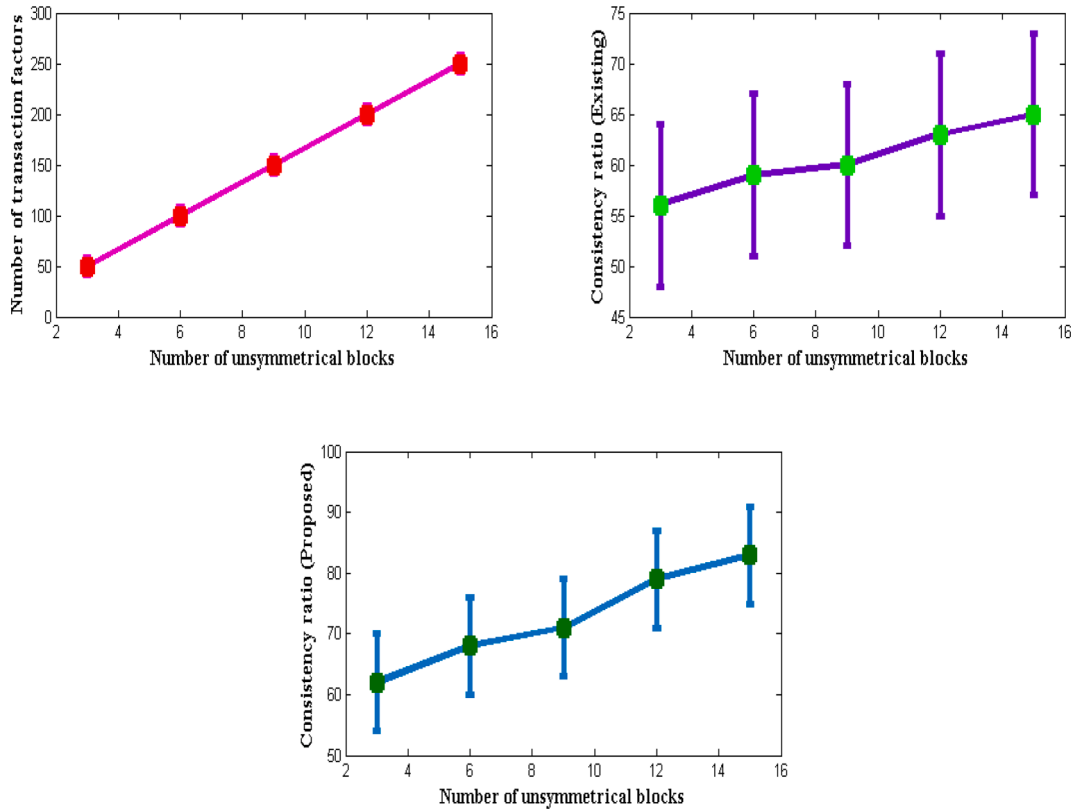 Number of transaction factors
300
250
200
150
100
50
0
2 4 6 8 10 12 14 16
Number of unsymmetrical blocks
Consistency ratio (Existing)
75
70
65
60
55
50
45
2 4 6 8 10 12 14 16
Number of unsymmetrical blocks
Consistency ratio (Proposed)
100
90
80
70
60
50
2 4 6 8 10 12 14 16
Number of unsymmetrical blocks